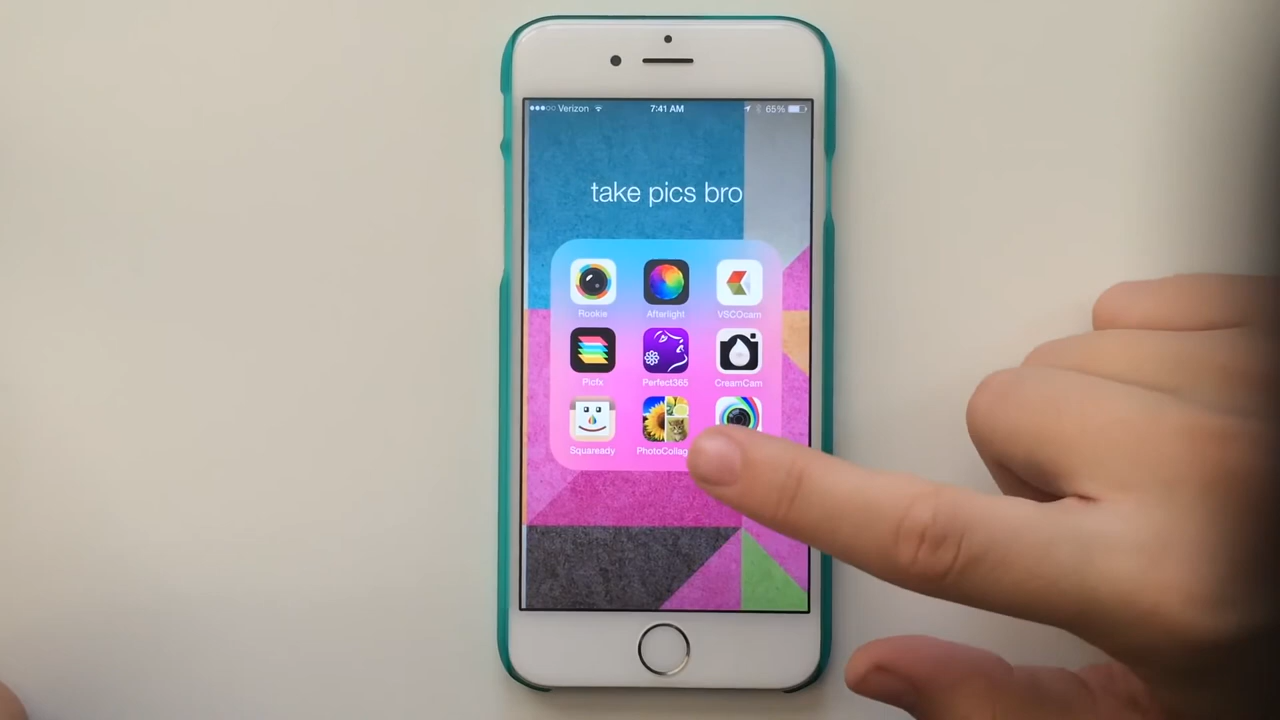 Verizon 7:41 AM 65%
take pics bro
Rookie Afterlight VSCOcam
Picfx Perfect365 CreamCam
Squaready PhotoCollag